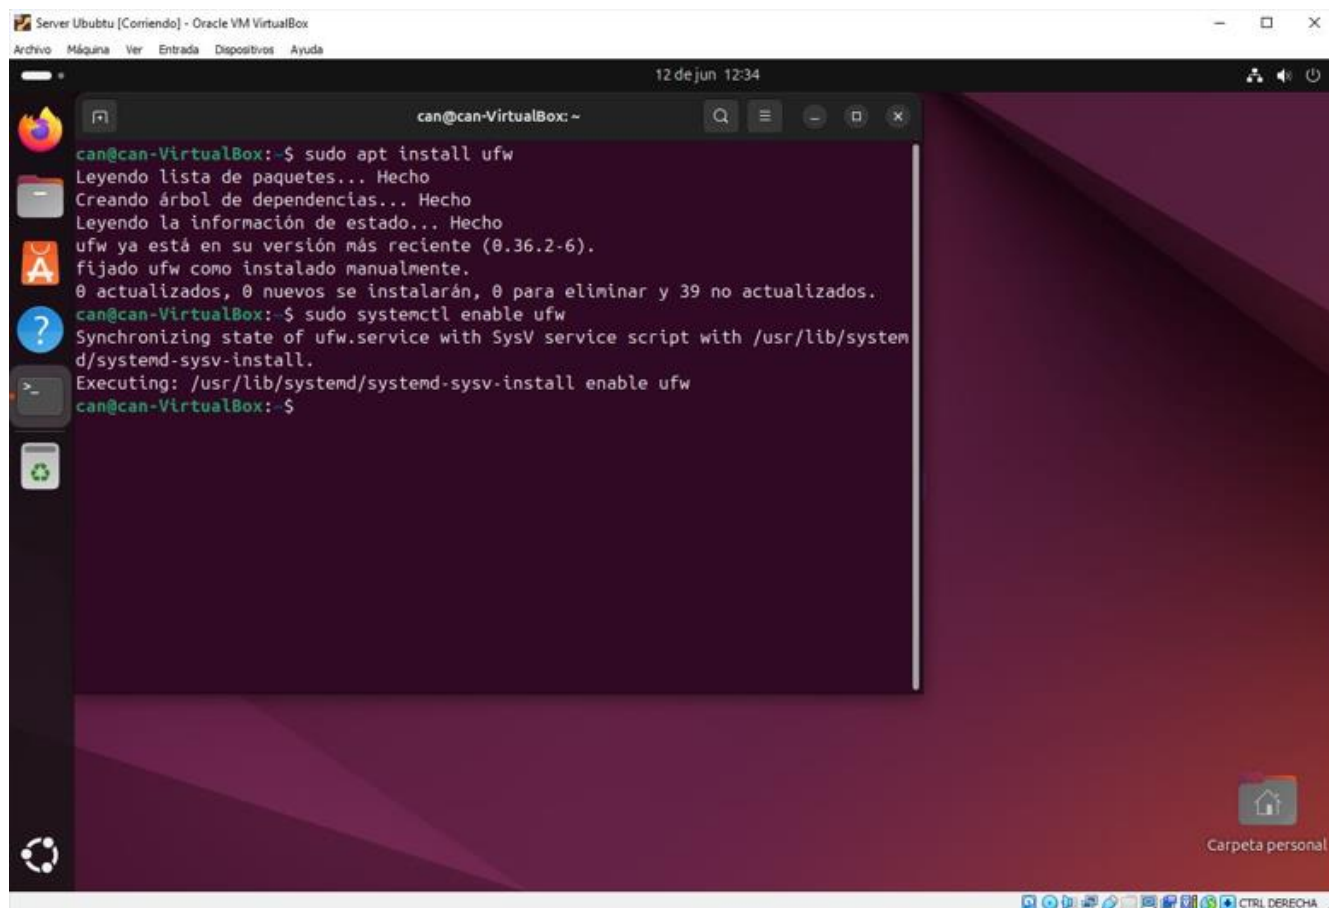 Server Ububtu [Corriendo] - Oracle VM VirtualBox
Archivo Máquina Ver Entrada Dispositivos Ayuda
12 de jun 12:34
can@can-VirtualBox: ~
can@can-VirtualBox:~$ sudo apt install ufw
Leyendo lista de paquetes... Hecho
Creando árbol de dependencias... Hecho
Leyendo la información de estado... Hecho
ufw ya está en su versión más reciente (0.36.2-6).
fijado ufw como instalado manualmente.
0 actualizados, 0 nuevos se instalarán, 0 para eliminar y 39 no actualizados.
can@can-VirtualBox:~$ sudo systemctl enable ufw
Synchronizing state of ufw.service with SysV service script with /usr/lib/system
d/systemd-sysv-install.
Executing: /usr/lib/systemd/systemd-sysv-install enable ufw
can@can-VirtualBox:~$
Carpeta personal
CTRL DERECHA